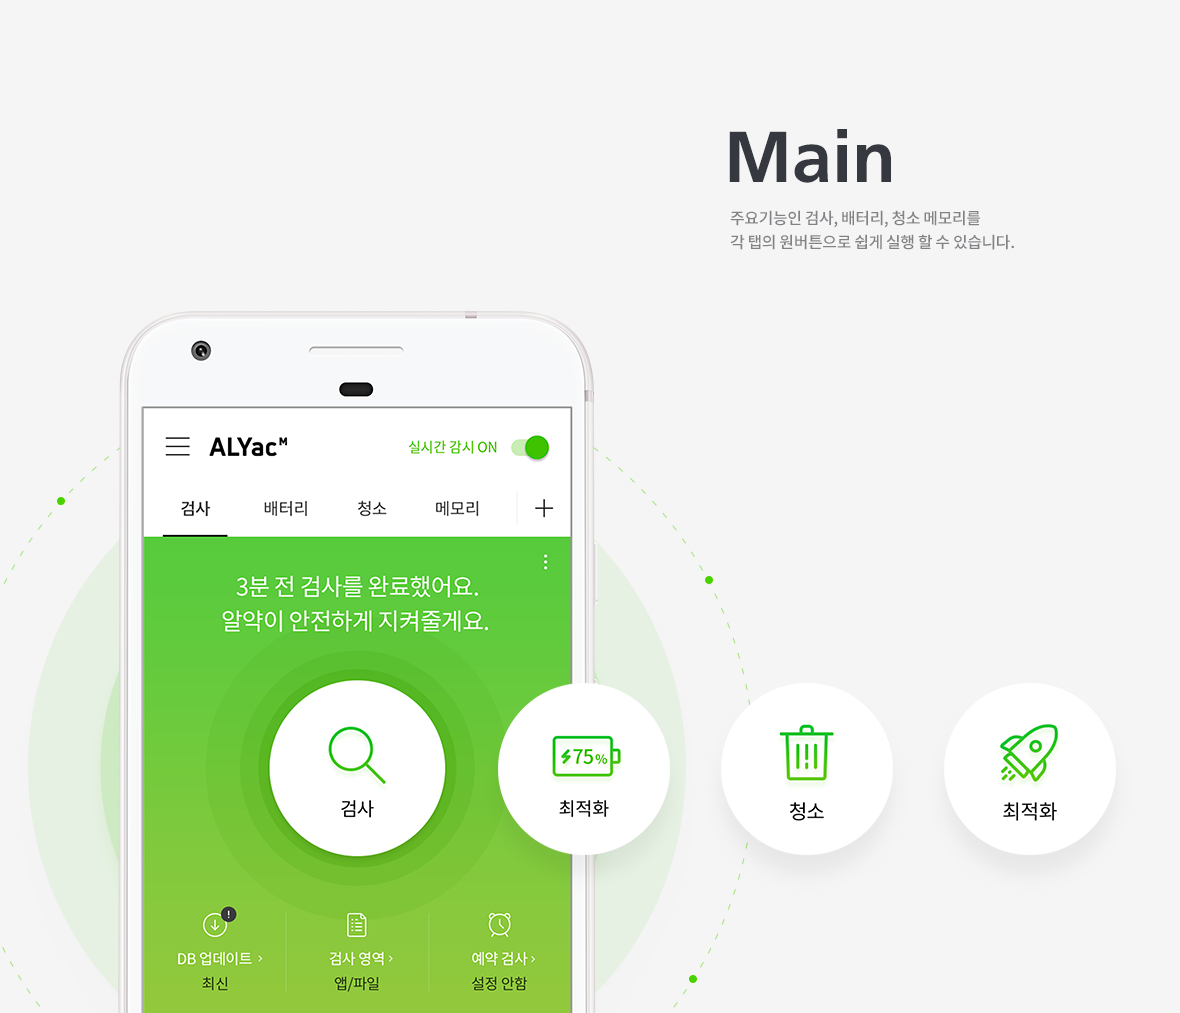 Main
주요기능인 검사, 배터리, 청소 메모리를
각 탭의 원버튼으로 쉽게 실행 할 수 있습니다.
ALYac M
실시간 감시 ON
검사 배터리 청소 메모리
3분 전 검사를 완료했어요.
알약이 안전하게 지켜줄게요.
75%
검사 최적화 청소 최적화
DB 업데이트 › 검사 영역 › 예약 검사 ›
최신 앱/파일 설정 안함